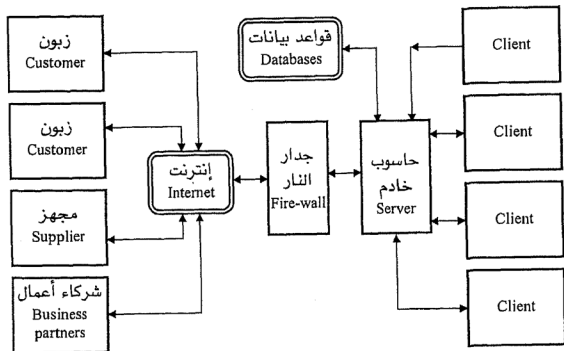 زبون
Customer
زبون
Customer
مجهز
Supplier
شركاء أعمال
Business
partners
إنترنت
Internet
قواعد بيانات
Databases
جدار
النار
Fire-wall
حاسوب
خادم
Server
Client
Client
Client
Client